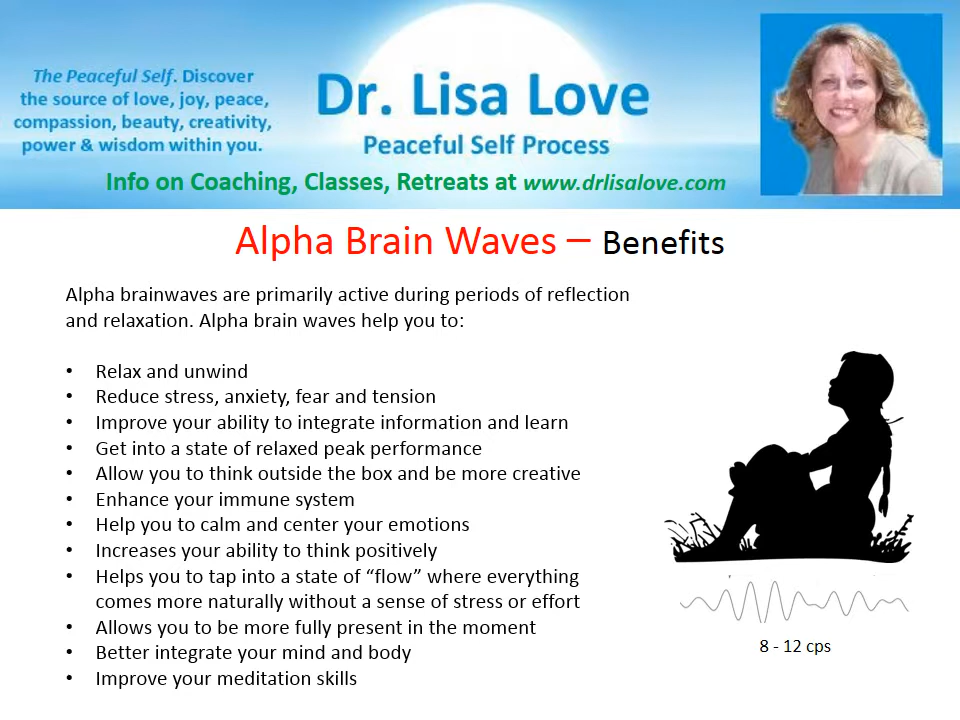 The Peaceful Self. Discover
the source of love, joy, peace,
compassion, beauty, creativity,
power & wisdom within you.
Dr. Lisa Love
Peaceful Self Process
Info on Coaching, Classes, Retreats at www.drlisalove.com
Alpha Brain Waves – Benefits
Alpha brainwaves are primarily active during periods of reflection
and relaxation. Alpha brain waves help you to:
• Relax and unwind
• Reduce stress, anxiety, fear and tension
• Improve your ability to integrate information and learn
• Get into a state of relaxed peak performance
• Allow you to think outside the box and be more creative
• Enhance your immune system
• Help you to calm and center your emotions
• Increases your ability to think positively
• Helps you to tap into a state of “flow” where everything
comes more naturally without a sense of stress or effort
• Allows you to be more fully present in the moment
• Better integrate your mind and body
• Improve your meditation skills
8 - 12 cps